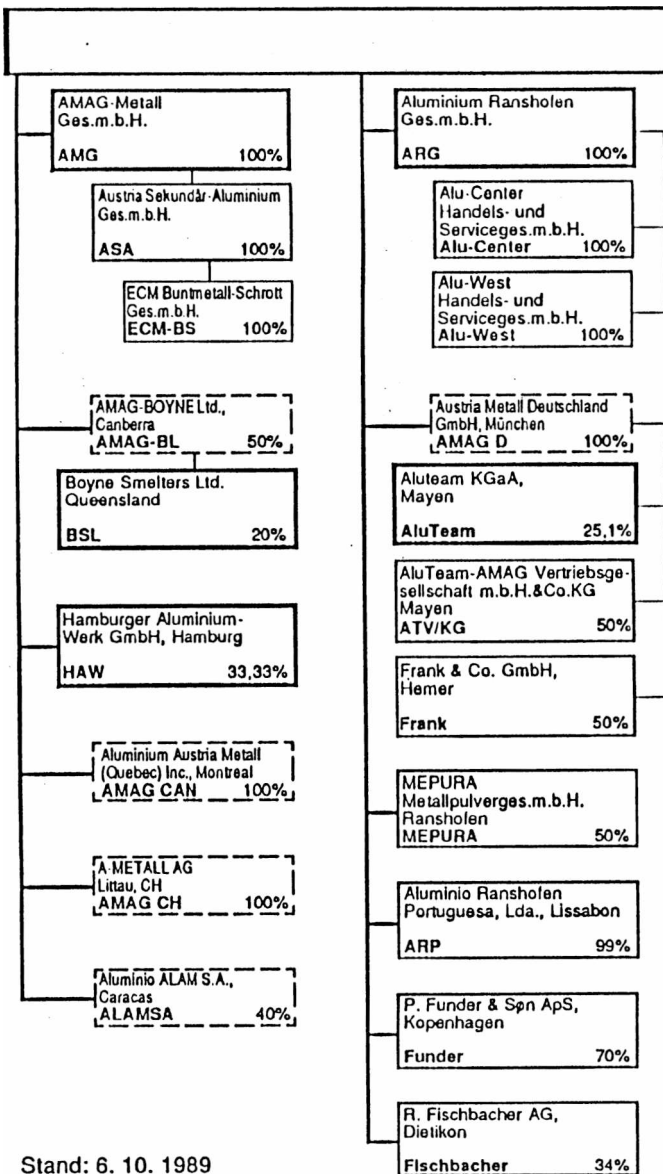 AMAG-Metall
Ges.m.b.H.
AMG 100%
Austria Sekundär-Aluminium
Ges.m.b.H.
ASA 100%
ECM Buntmetall-Schrott
Ges.m.b.H.
ECM-BS 100%
AMAG-BOYNE Ltd.,
Canberra
AMAG-BL 50%
Boyne Smelters Ltd.
Queensland
BSL 20%
Hamburger Aluminium-
Werk GmbH, Hamburg
HAW 33,33%
Aluminium Austria Metall
(Quebec) Inc., Montreal
AMAG CAN 100%
A-METALL AG
Littau, CH
AMAG CH 100%
Aluminio ALAM S.A.,
Caracas
ALAMSA 40%
Stand: 6. 10. 1989
Aluminium Ranshofen
Ges.m.b.H.
ARG 100%
Alu-Center
Handels- und
Serviceges.m.b.H.
Alu-Center 100%
Alu-West
Handels- und
Serviceges.m.b.H.
Alu-West 100%
Austria Metall Deutschland
GmbH, München
AMAG D 100%
Aluteam KGaA,
Mayen
AluTeam 25,1%
AluTeam-AMAG Vertriebsge-
sellschaft m.b.H.&Co.KG
Mayen
ATV/KG 50%
Frank & Co. GmbH,
Hemer
Frank 50%
MEPURA
Metallpulverges.m.b.H.
Ranshofen
MEPURA 50%
Aluminio Ranshofen
Portuguesa, Lda., Lissabon
ARP 99%
P. Funder & Søn ApS,
Kopenhagen
Funder 70%
R. Fischbacher AG,
Dietikon
Fischbacher 34%